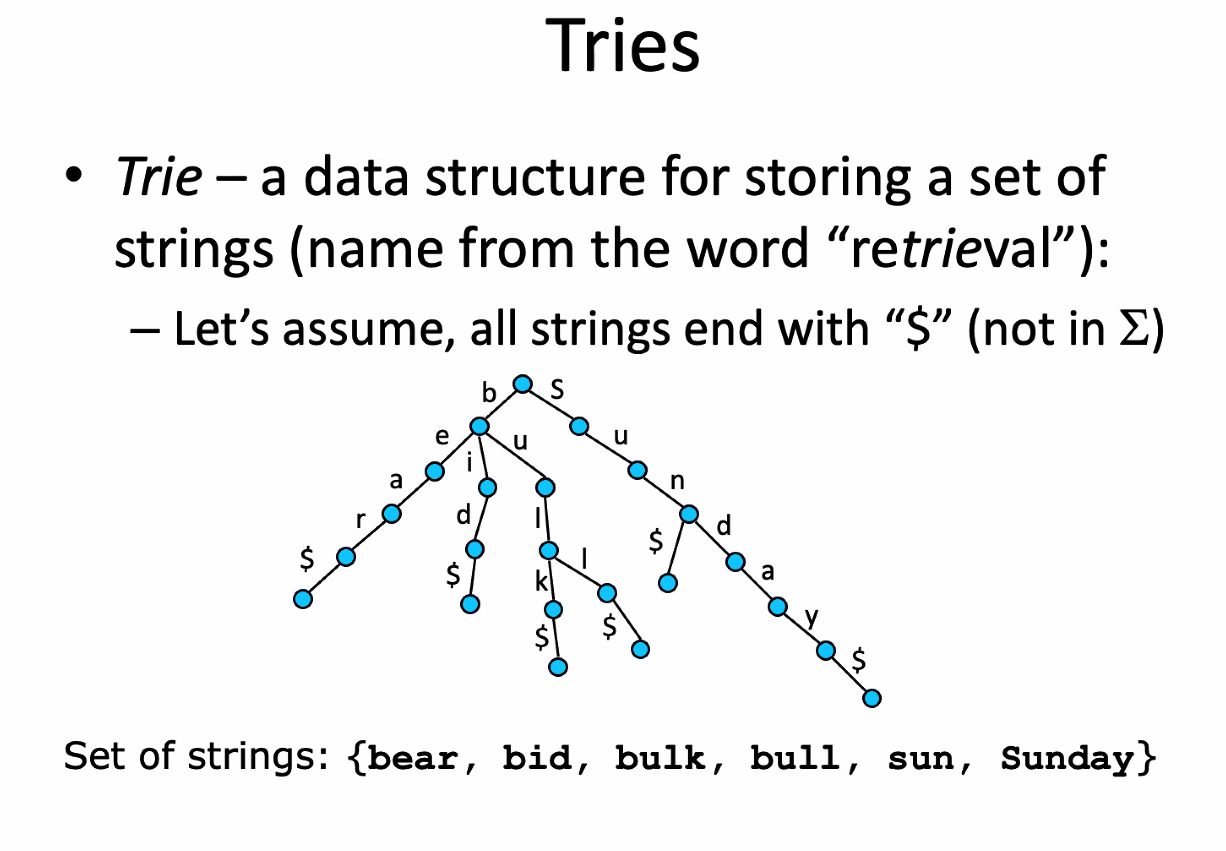 Tries
• Trie – a data structure for storing a set of
strings (name from the word “retrieval”):
– Let’s assume, all strings end with “$” (not in Σ)
b S
e i u u
a d l n
r $ k l $ d
$ $ $ a
y
$
Set of strings: {bear, bid, bulk, bull, sun, Sunday}